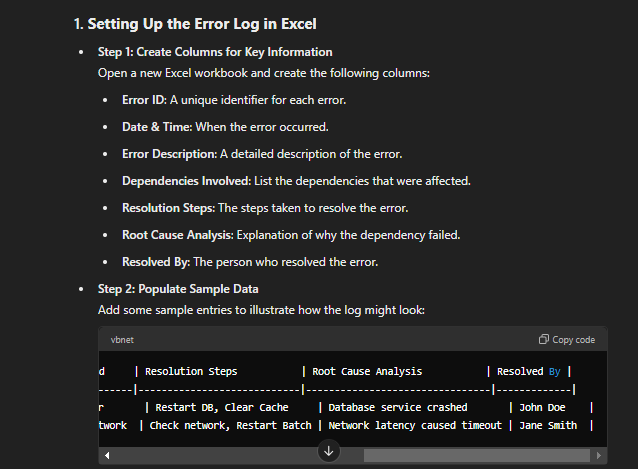 1. Setting Up the Error Log in Excel
• Step 1: Create Columns for Key Information
Open a new Excel workbook and create the following columns:
• Error ID: A unique identifier for each error.
• Date & Time: When the error occurred.
• Error Description: A detailed description of the error.
• Dependencies Involved: List the dependencies that were affected.
• Resolution Steps: The steps taken to resolve the error.
• Root Cause Analysis: Explanation of why the dependency failed.
• Resolved By: The person who resolved the error.
• Step 2: Populate Sample Data
Add some sample entries to illustrate how the log might look:
vbnet Copy code
d | Resolution Steps | Root Cause Analysis | Resolved By |
-----|---------------------------|-------------------------------|-------------|
r | Restart DB, Clear Cache | Database service crashed | John Doe |
twork | Check network, Restart Batch | Network latency caused timeout | Jane Smith |